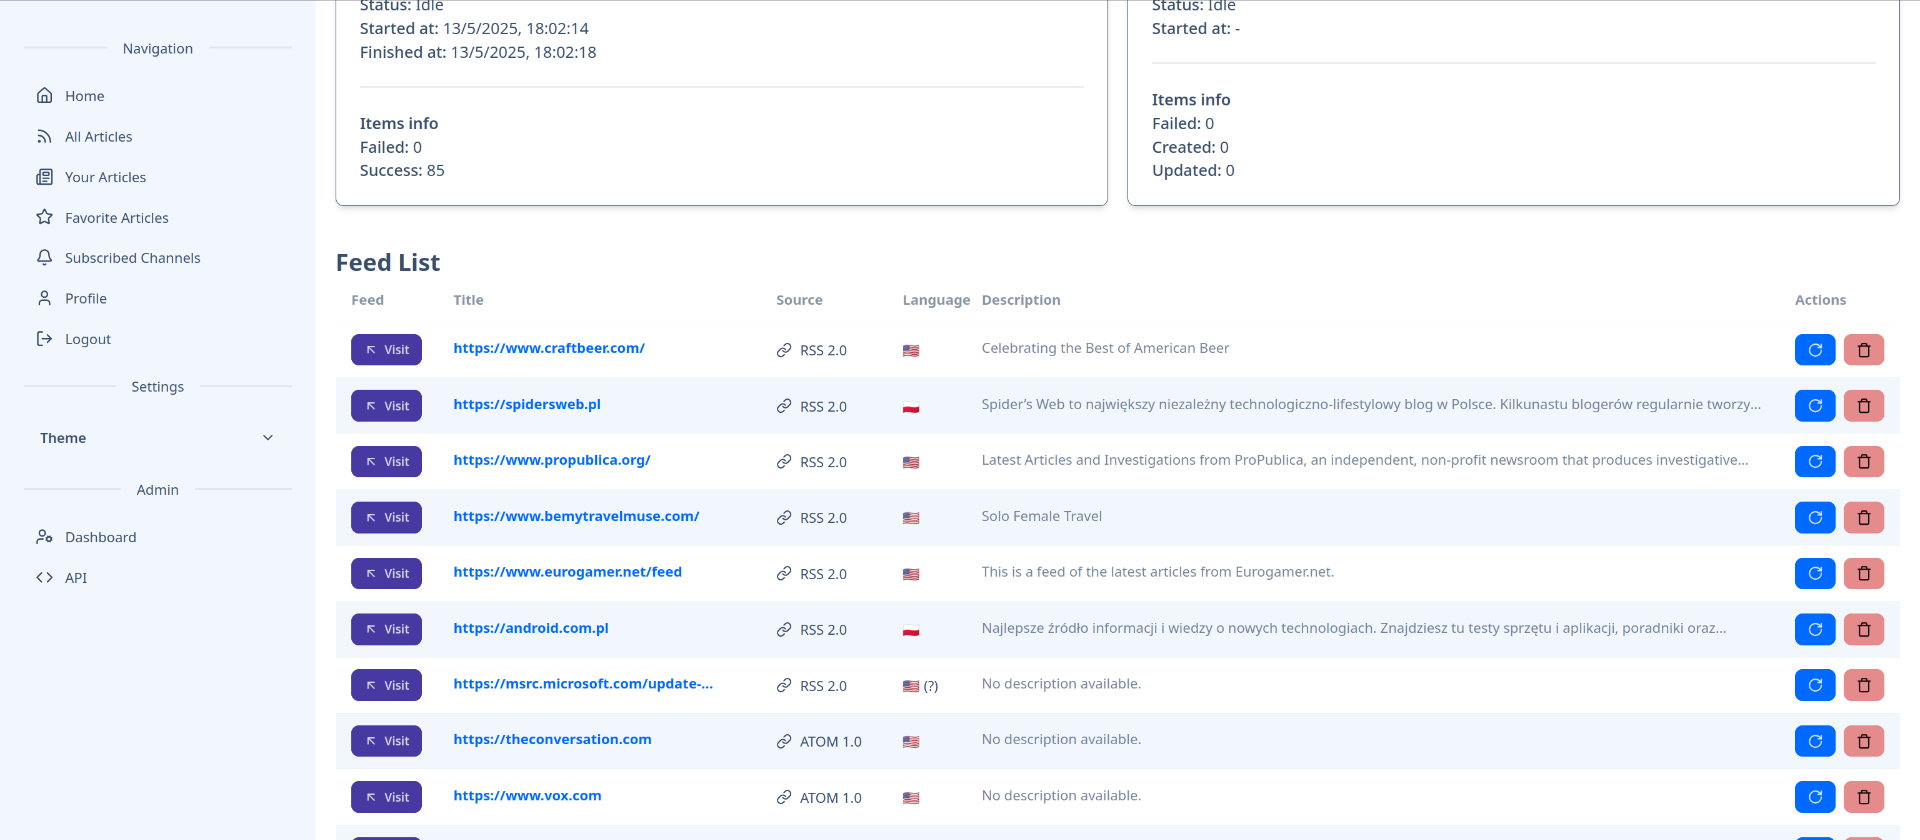 Navigation
Home
All Articles
Your Articles
Favorite Articles
Subscribed Channels
Profile
Logout
Settings
Theme
Admin
Dashboard
API
Status: Idle
Started at: 13/5/2025, 18:02:14
Finished at: 13/5/2025, 18:02:18
Items info
Failed: 0
Success: 85
Status: Idle
Started at: -
Items info
Failed: 0
Created: 0
Updated: 0
Feed List
Feed Title Source Language Description Actions
Visit https://www.craftbeer.com/ RSS 2.0 Celebrating the Best of American Beer
Visit https://spidersweb.pl RSS 2.0 Spider’s Web to największy niezależny technologiczno-lifestylowy blog w Polsce. Kilkunastu blogerów regularnie tworzy...
Visit https://www.propublica.org/ RSS 2.0 Latest Articles and Investigations from ProPublica, an independent, non-profit newsroom that produces investigative...
Visit https://www.bemytravelmuse.com/ RSS 2.0 Solo Female Travel
Visit https://www.eurogamer.net/feed RSS 2.0 This is a feed of the latest articles from Eurogamer.net.
Visit https://android.com.pl RSS 2.0 Najlepsze źródło informacji i wiedzy o nowych technologiach. Znajdziesz tu testy sprzętu i aplikacji, poradniki oraz...
Visit https://msrc.microsoft.com/update-... RSS 2.0 (?) No description available.
Visit https://theconversation.com ATOM 1.0 No description available.
Visit https://www.vox.com ATOM 1.0 No description available.